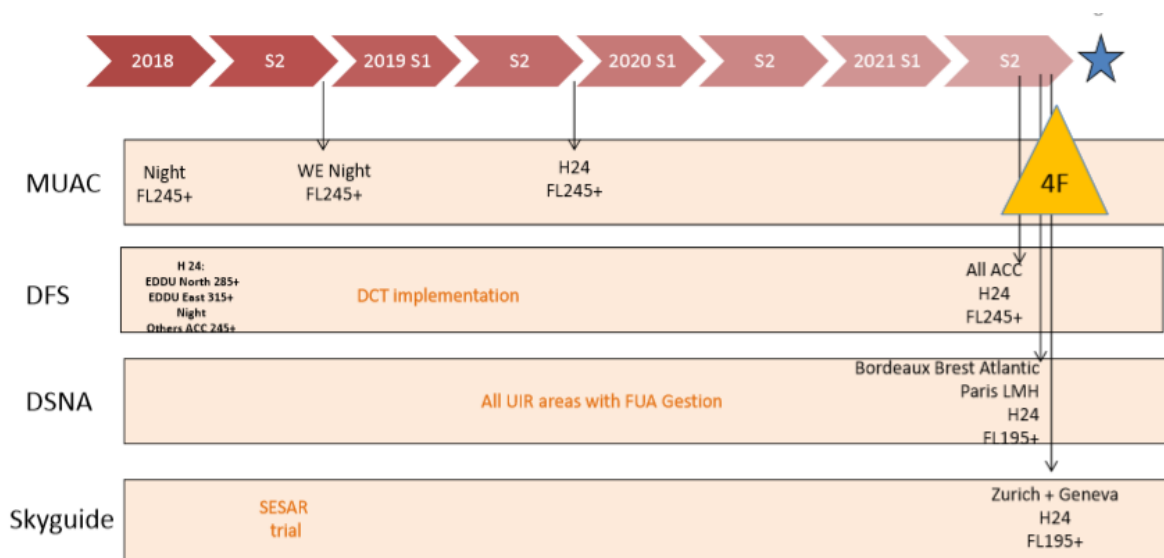 2018
S2
2019 S1
S2
2020 S1
S2
2021 S1
S2
MUAC
Night
FL245+
WE Night
FL245+
H24
FL245+
4F
DFS
H 24:
EDDU North 285+
EDDU East 315+
Night
Others ACC 245+
DCT implementation
All ACC
H24
FL245+
DSNA
All UIR areas with FUA Gestion
Bordeaux Brest Atlantic
Paris LMH
H24
FL195+
Skyguide
SESAR
trial
Zurich + Geneva
H24
FL195+